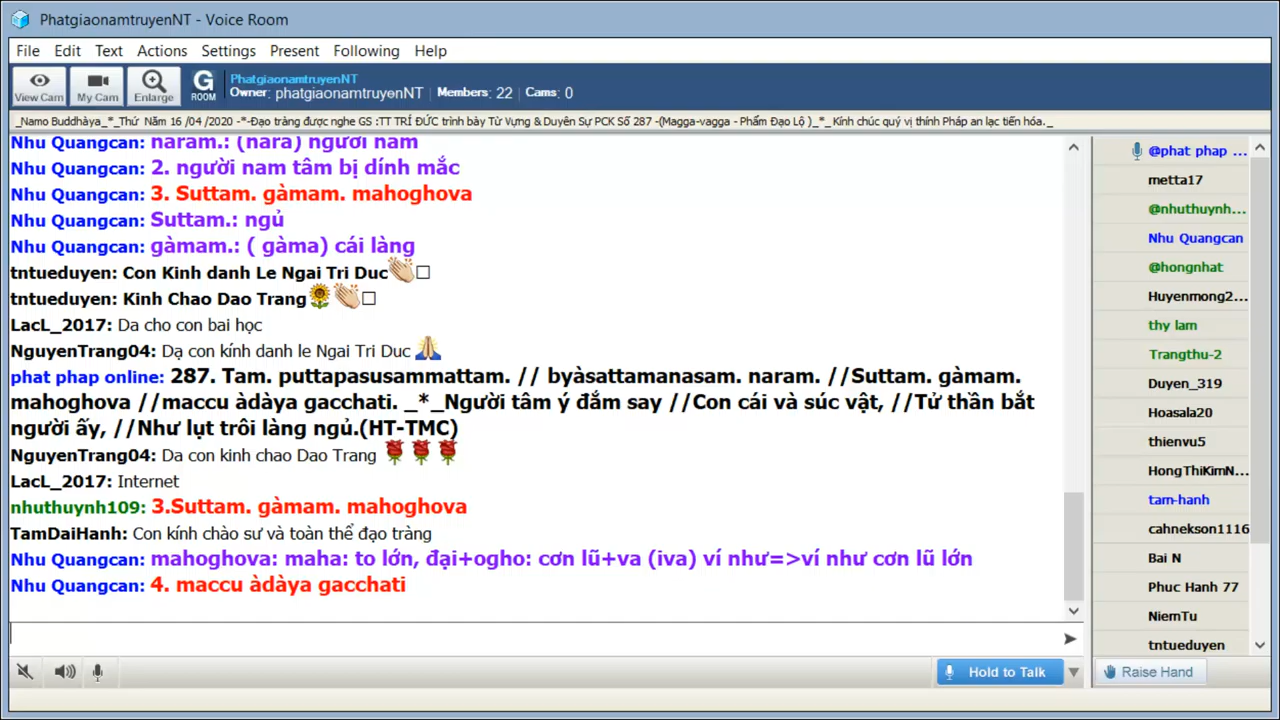 PhatgiaonamtruyenNT - Voice Room
File Edit Text Actions Settings Present Following Help
View Cam My Cam Enlarge G ROOM
PhatgiaonamtruyenNT
Owner: phatgiaonamtruyenNT Members: 22 Cams: 0
_Namo Buddhàya_*_Thứ Năm 16 /04 /2020 -*-Đạo tràng được nghe GS :TT TRÍ ĐỨC trình bày Từ Vựng & Duyên Sự PCK Số 287 -(Magga-vagga - Phẩm Đạo Lộ )_*_ Kính chúc quý vị thính Pháp an lạc tiến hóa._
Nhu Quangcan: naram.: (nara) người nam
Nhu Quangcan: 2. người nam tâm bị dính mắc
Nhu Quangcan: 3. Suttam. gàmam. mahoghova
Nhu Quangcan: Suttam.: ngủ
Nhu Quangcan: gàmam.: ( gàma) cái làng
tntueduyen: Con Kinh danh Le Ngai Tri Duc
tntueduyen: Kinh Chao Dao Trang
LacL_2017: Da cho con bai học
NguyenTrang04: Dạ con kính danh le Ngai Tri Duc
phat phap online: 287. Tam. puttapasusammattam. // byàsattamanasam. naram. //Suttam. gàmam.
mahoghova //maccu àdàya gacchati. _*_Người tâm ý đắm say //Con cái và súc vật, //Tử thần bắt
người ấy, //Như lụt trôi làng ngủ.(HT-TMC)
NguyenTrang04: Da con kinh chao Dao Trang
LacL_2017: Internet
nhuthuynh109: 3.Suttam. gàmam. mahoghova
TamDaiHanh: Con kính chào sư và toàn thể đạo tràng
Nhu Quangcan: mahoghova: maha: to lớn, đại+ogho: cơn lũ+va (iva) ví như=>ví như cơn lũ lớn
Nhu Quangcan: 4. maccu àdàya gacchati
@phat phap ...
metta17
@nhuthuynh...
Nhu Quangcan
@hongnhat
Huyenmong2...
thy lam
Trangthu-2
Duyen_319
Hoasala20
thienvu5
HongThiKimN...
tam-hanh
cahnekson1116
Bai N
Phuc Hanh 77
NiemTu
tntueduyen
Hold to Talk
Raise Hand